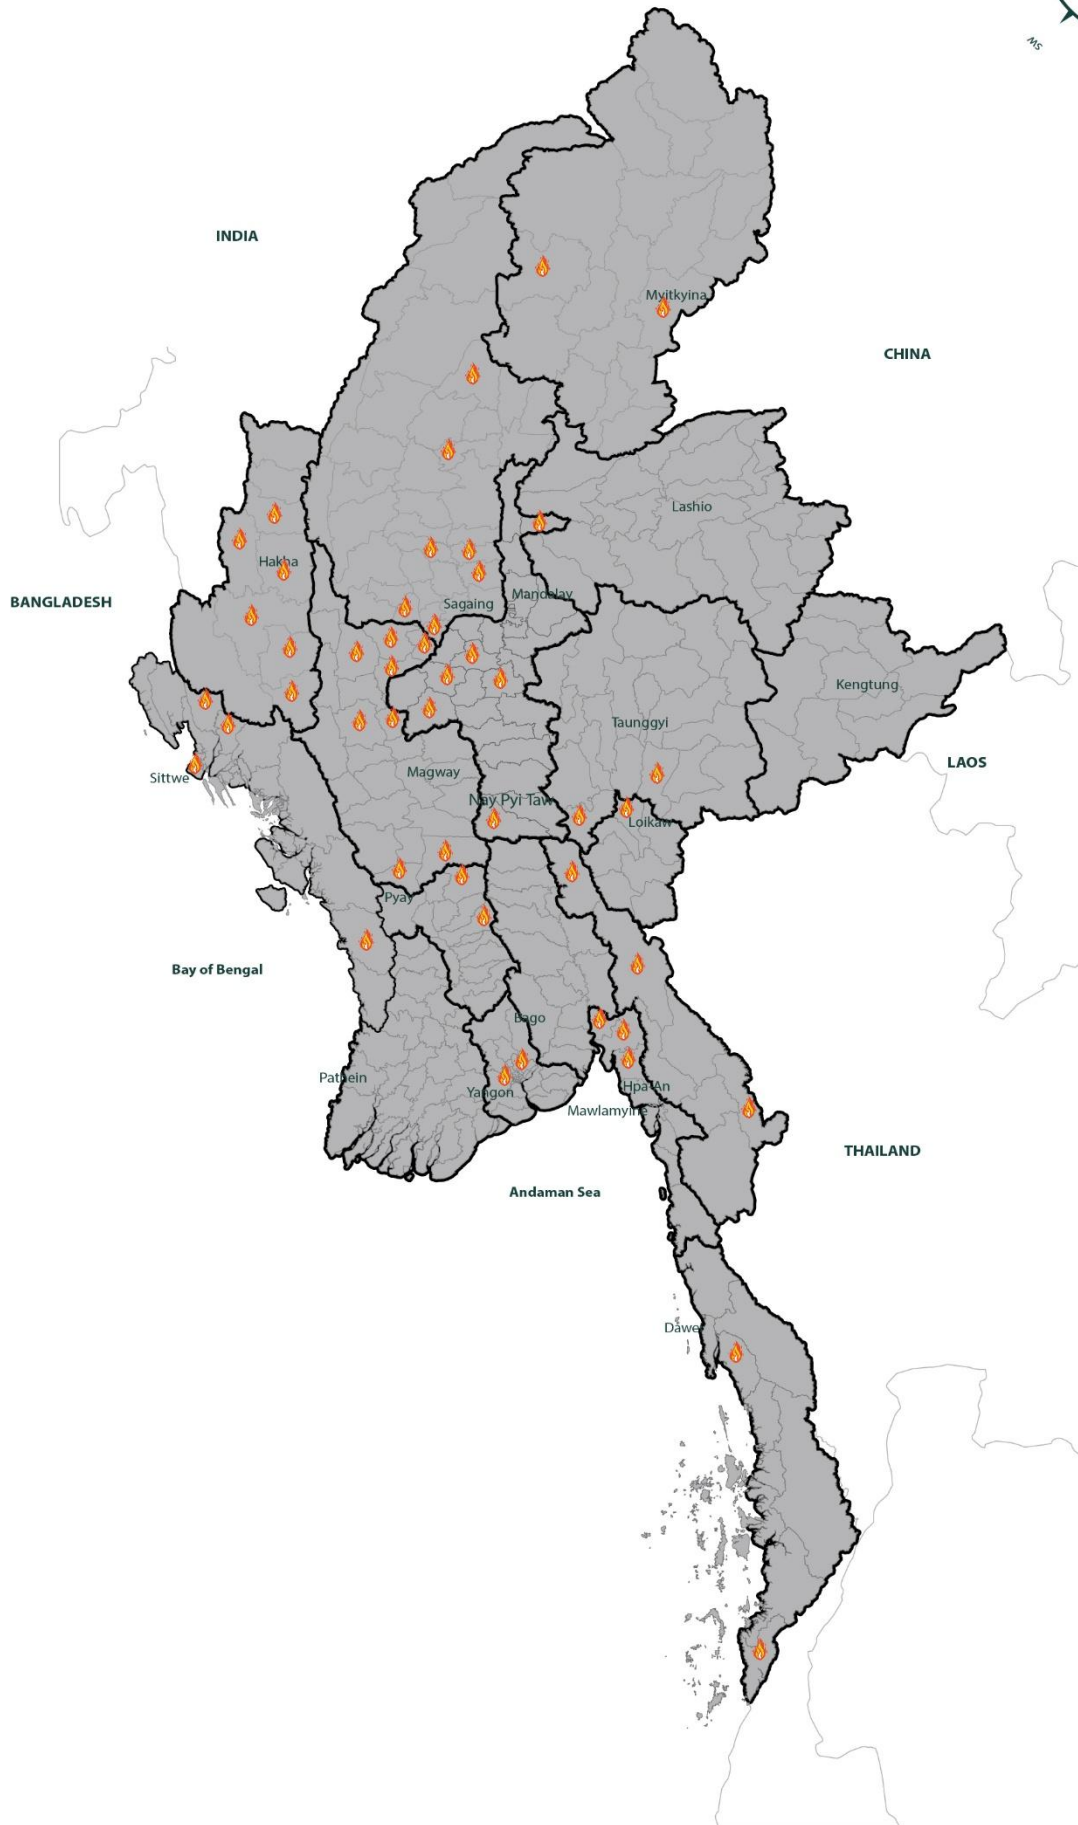 SW
INDIA
Myitkyina
CHINA
Lashio
Hakha
Mandalay
BANGLADESH
Sagaing
Kengtung
Taunggyi
LAOS
Magway
Sittwe
Nay Pyi Taw
Loikaw
Pyay
Bay of Bengal
Bago
Pathein
Hpa-An
Yangon
Mawlamyine
THAILAND
Andaman Sea
Dawei